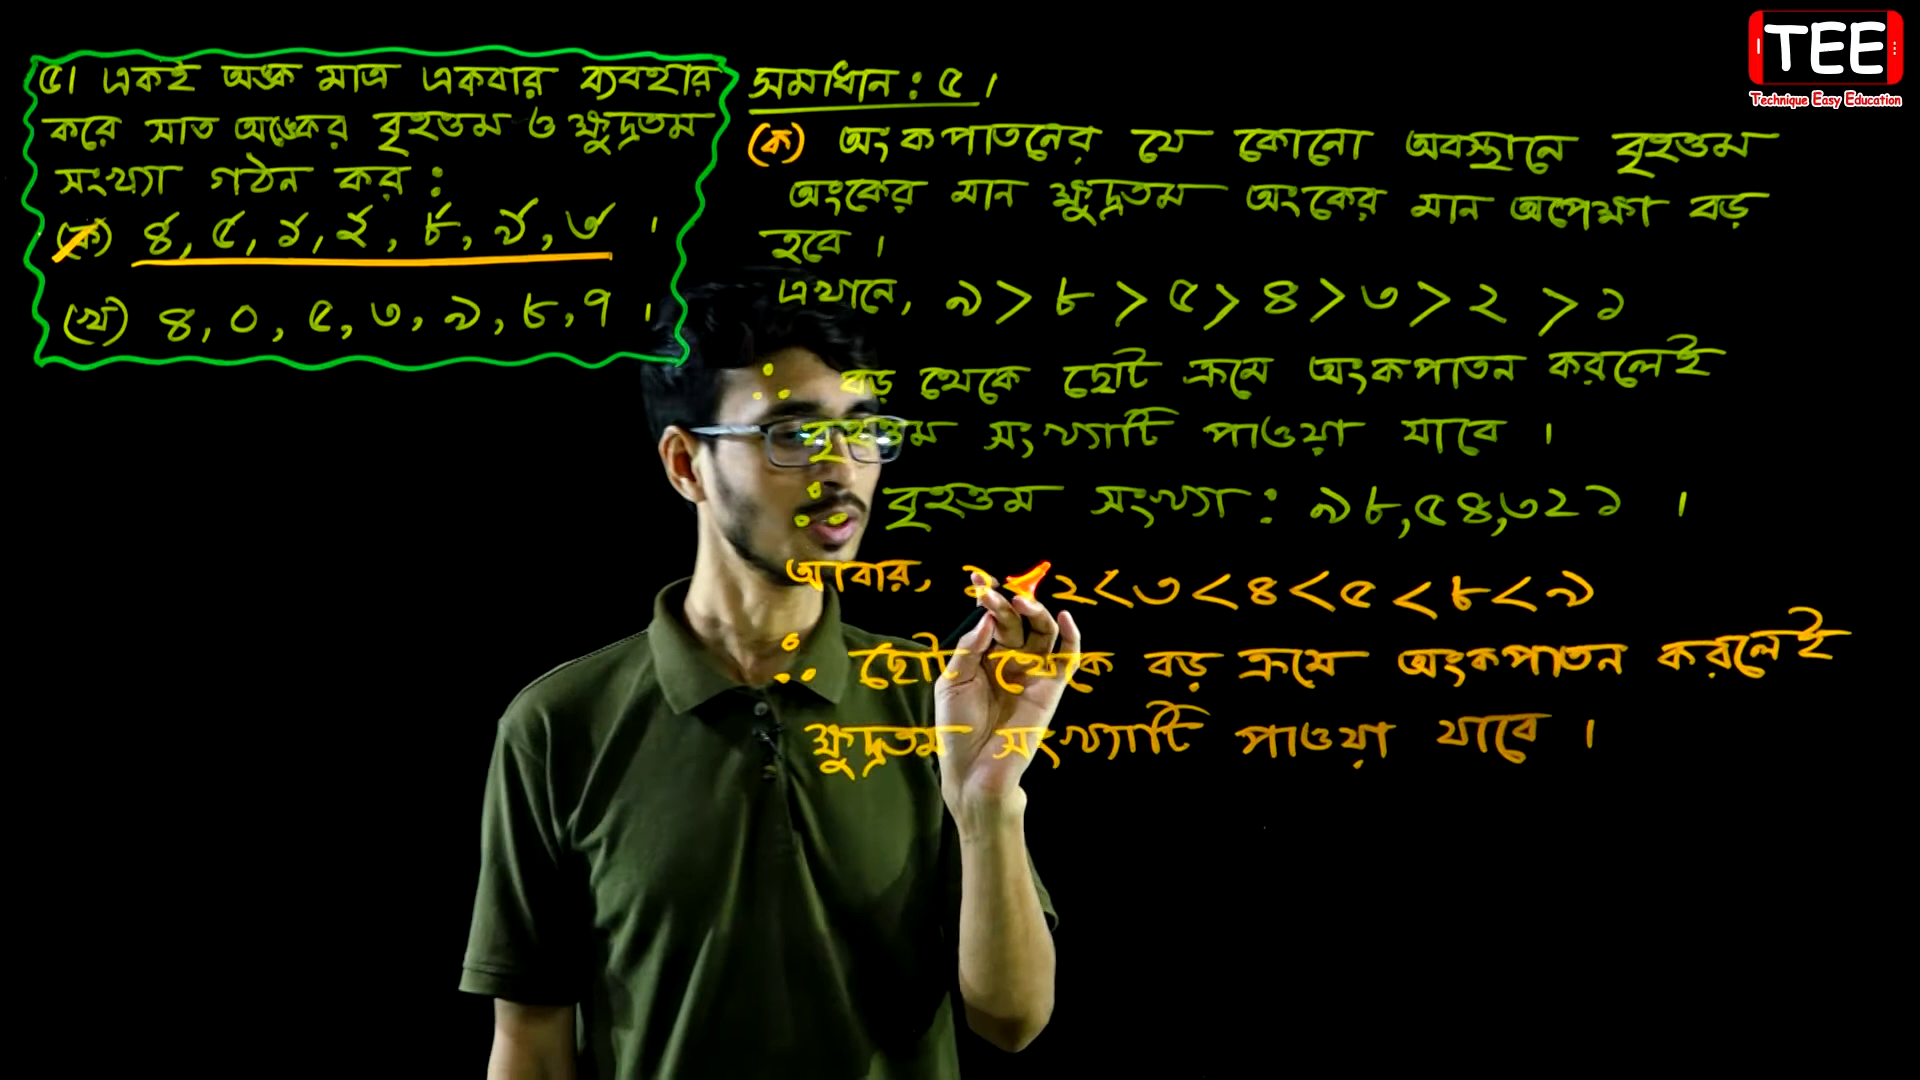 TEE
Technique Easy Education
৫। একই অঙ্ক মাত্র একবার ব্যবহার
করে সাত অঙ্কের বৃহত্তম ও ক্ষুদ্রতম
সংখ্যা গঠন কর :
(ক) ৪, ৫, ১, ২, ৮, ৯, ৩ ।
(খ) ৪, ০, ৫, ৩, ৯, ৮, ৭ ।
সমাধান : ৫ ।
(ক) অংকপাতনের যে কোনো অবস্থানে বৃহত্তম
অংকের মান ক্ষুদ্রতম অংকের মান অপেক্ষা বড়
হবে ।
এখানে, ৯ > ৮ > ৫ > ৪ > ৩ > ২ > ১
∴ বড় থেকে ছোট ক্রমে অংকপাতন করলেই
বৃহত্তম সংখ্যাটি পাওয়া যাবে ।
∴ বৃহত্তম সংখ্যা : ৯৮,৫৪,৩২১ ।
আবার, ১ < ২ < ৩ < ৪ < ৫ < ৮ < ৯
∴ ছোট থেকে বড় ক্রমে অংকপাতন করলেই
ক্ষুদ্রতম সংখ্যাটি পাওয়া যাবে ।